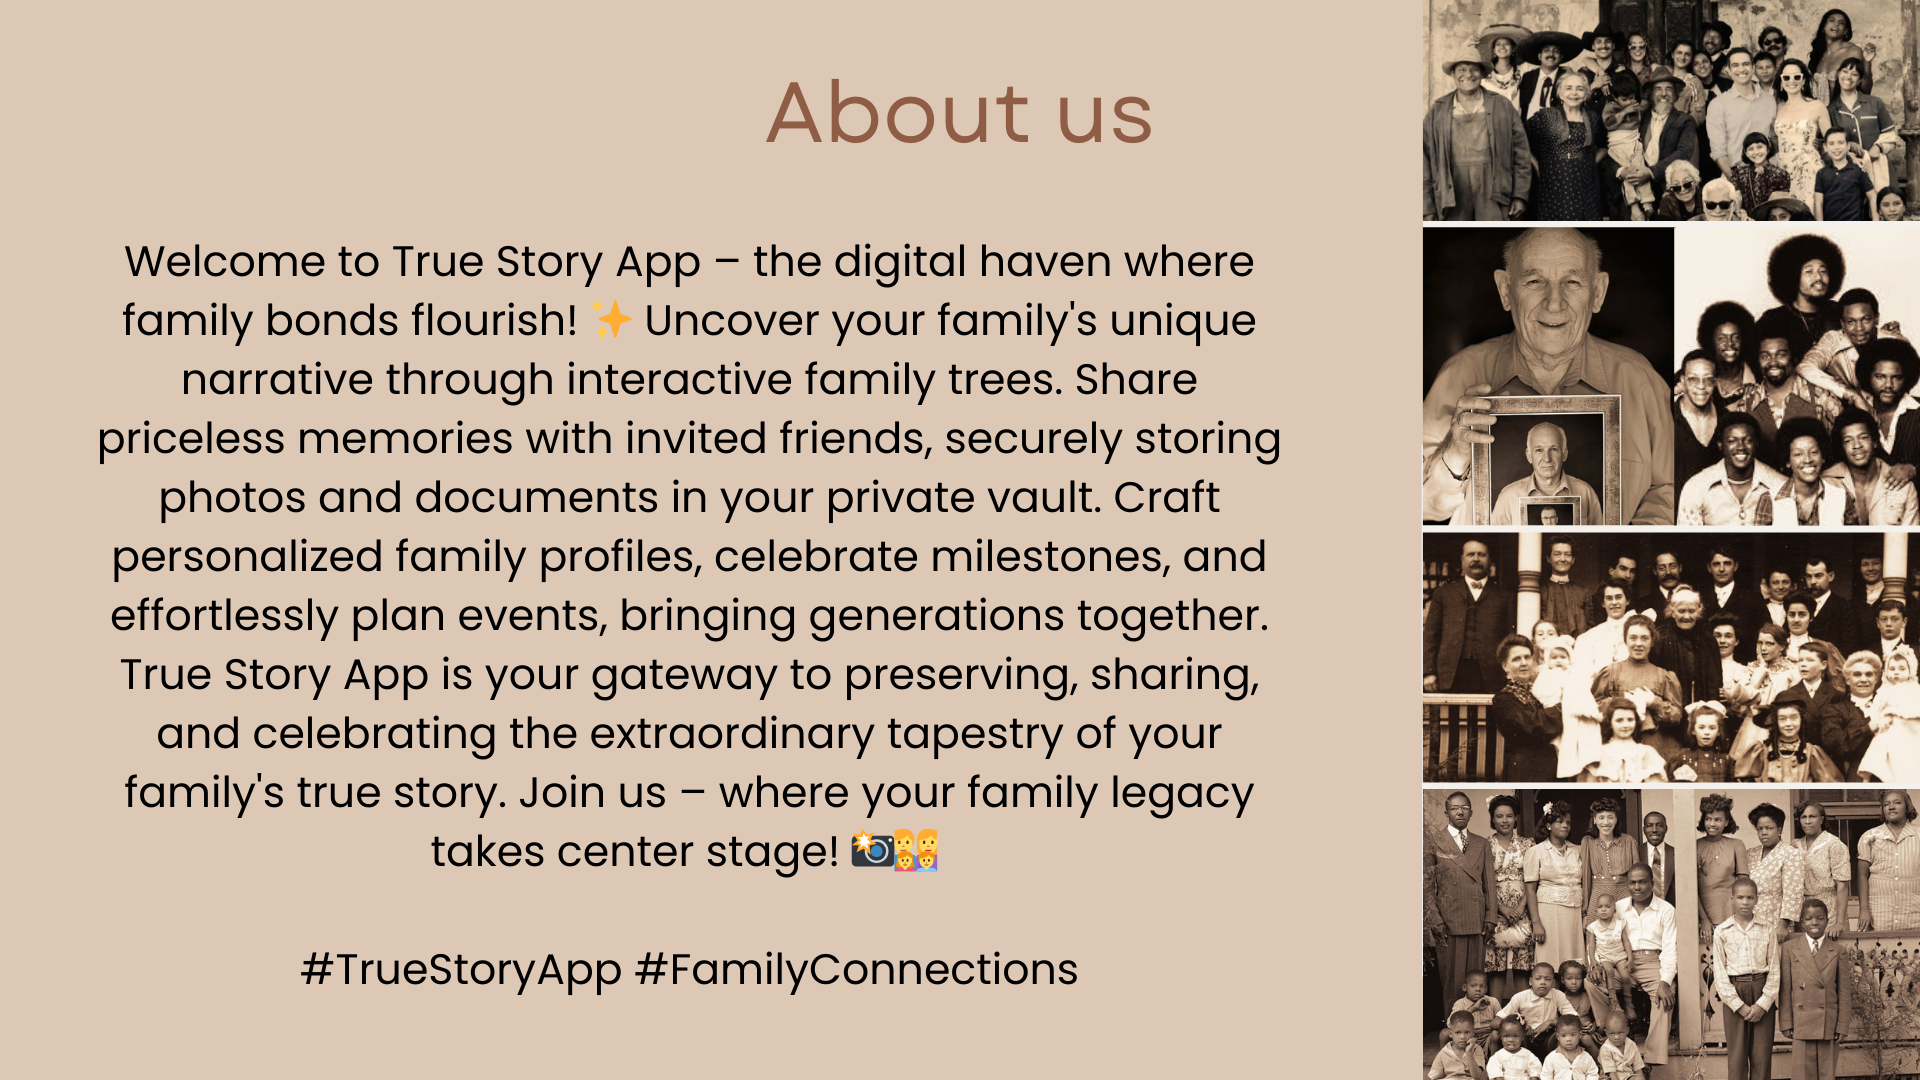 About us
Welcome to True Story App – the digital haven where
family bonds flourish! ✨ Uncover your family's unique
narrative through interactive family trees. Share
priceless memories with invited friends, securely storing
photos and documents in your private vault. Craft
personalized family profiles, celebrate milestones, and
effortlessly plan events, bringing generations together.
True Story App is your gateway to preserving, sharing,
and celebrating the extraordinary tapestry of your
family's true story. Join us – where your family legacy
takes center stage! 📸👨‍👩‍👧‍👦
#TrueStoryApp #FamilyConnections